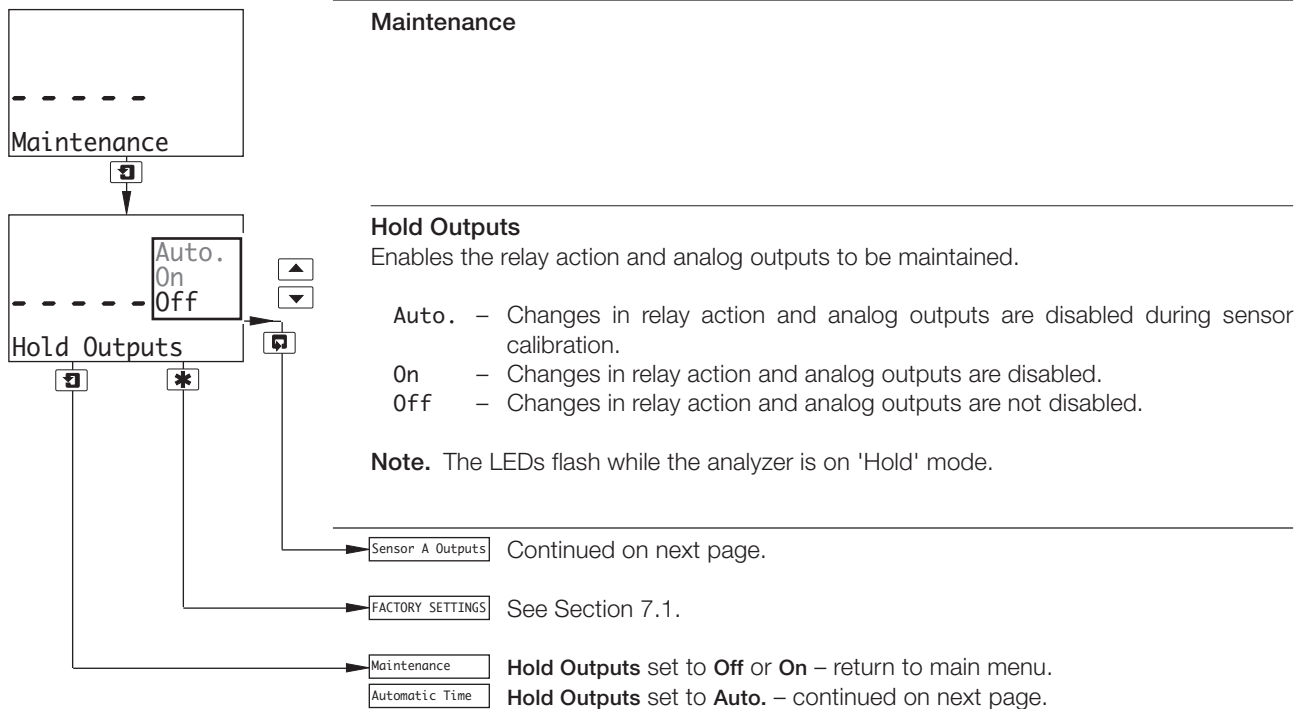 Maintenance
- - - - -
Maintenance
Hold Outputs
Enables the relay action and analog outputs to be maintained.
Auto.
On
- - - - - Off
Hold Outputs
Auto. – Changes in relay action and analog outputs are disabled during sensor
calibration.
On – Changes in relay action and analog outputs are disabled.
Off – Changes in relay action and analog outputs are not disabled.
Note. The LEDs flash while the analyzer is on 'Hold' mode.
Sensor A Outputs Continued on next page.
FACTORY SETTINGS See Section 7.1.
Maintenance Hold Outputs set to Off or On – return to main menu.
Automatic Time Hold Outputs set to Auto. – continued on next page.